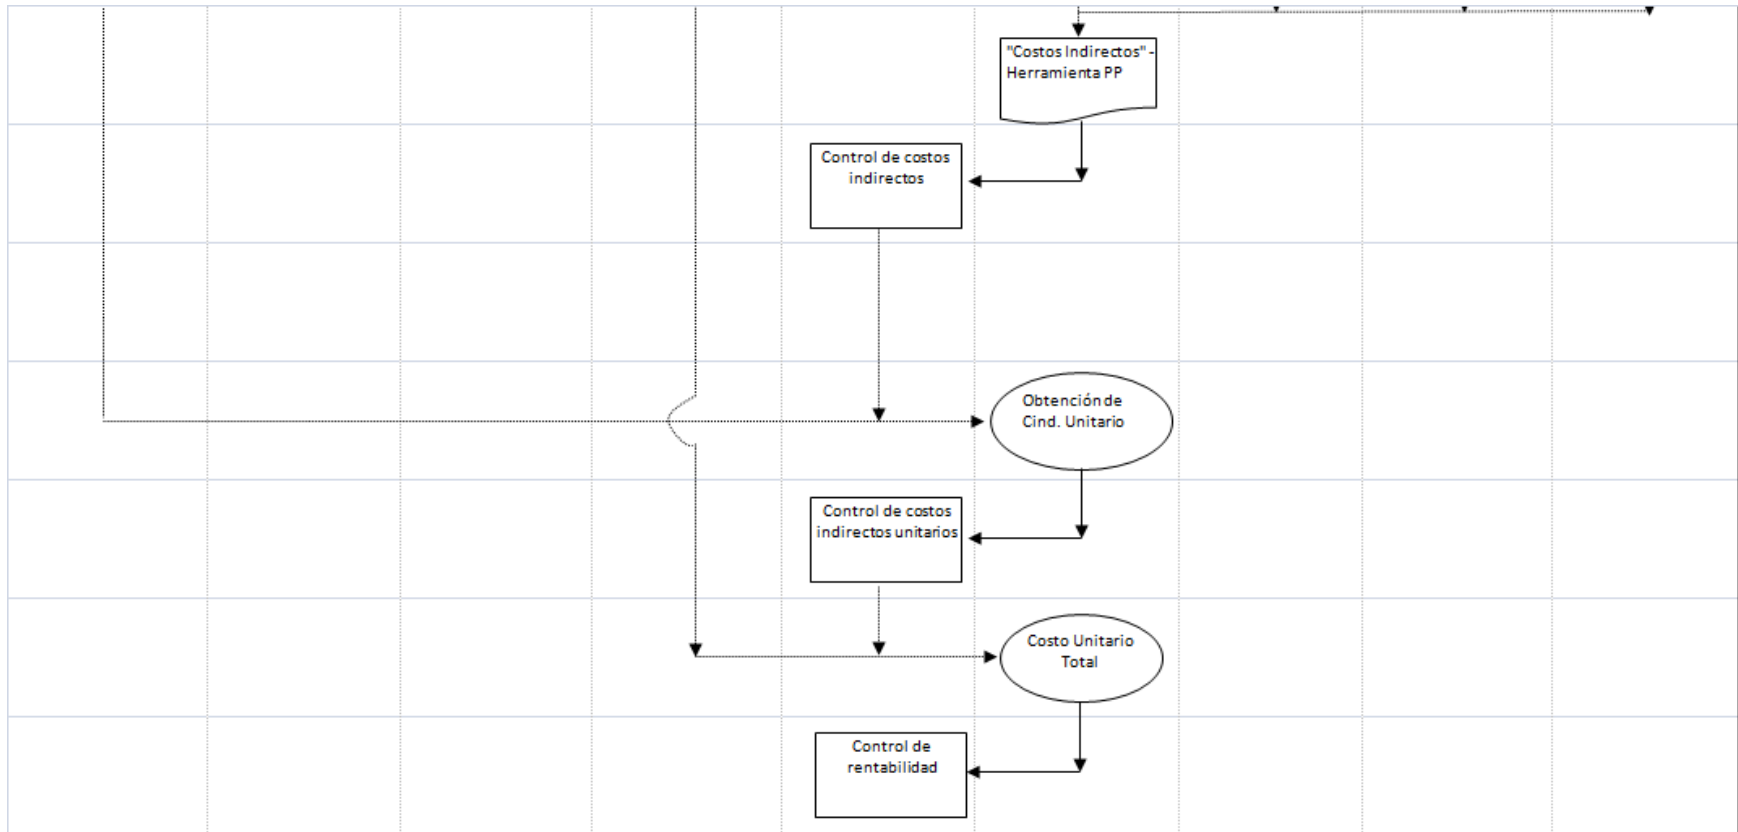 "Costos Indirectos" -
Herramienta PP
Control de costos
indirectos
Obtención de
Cind. Unitario
Control de costos
indirectos unitarios
Costo Unitario
Total
Control de
rentabilidad